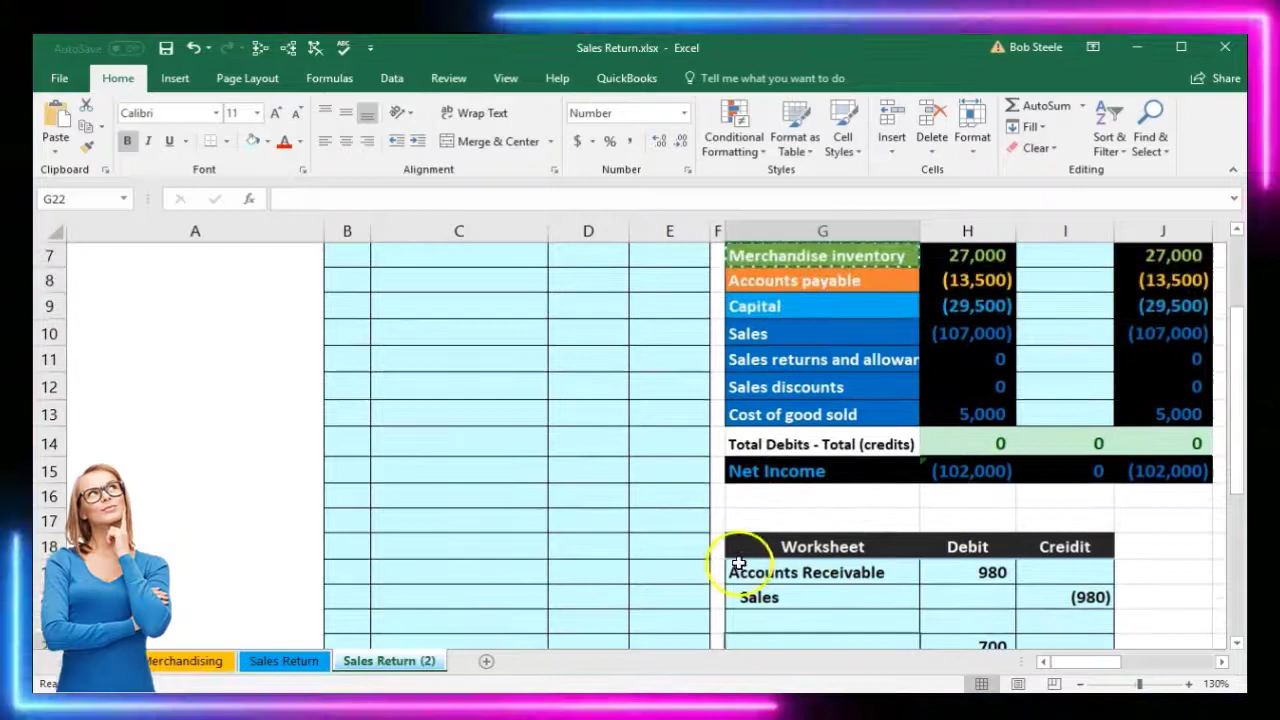 AutoSave Off
Sales Return.xlsx - Excel
Bob Steele
File Home Insert Page Layout Formulas Data Review View Help QuickBooks Tell me what you want to do Share
Calibri 11
Wrap Text
Number
AutoSum
Paste
Merge & Center
$ % ,
Conditional Formatting
Format as Table
Cell Styles
Insert Delete Format
Fill
Clear
Sort & Filter
Find & Select
Clipboard Font Alignment Number Styles Cells Editing
G22 fx
A B C D E F G H I J
7 Merchandise inventory 27,000 27,000
8 Accounts payable (13,500) (13,500)
9 Capital (29,500) (29,500)
10 Sales (107,000) (107,000)
11 Sales returns and allowan 0 0
12 Sales discounts 0 0
13 Cost of good sold 5,000 5,000
14 Total Debits - Total (credits) 0 0 0
15 Net Income (102,000) 0 (102,000)
16
17
18 Worksheet Debit Creidit
Accounts Receivable 980
Sales (980)
700
Merchandising Sales Return Sales Return (2)
130%